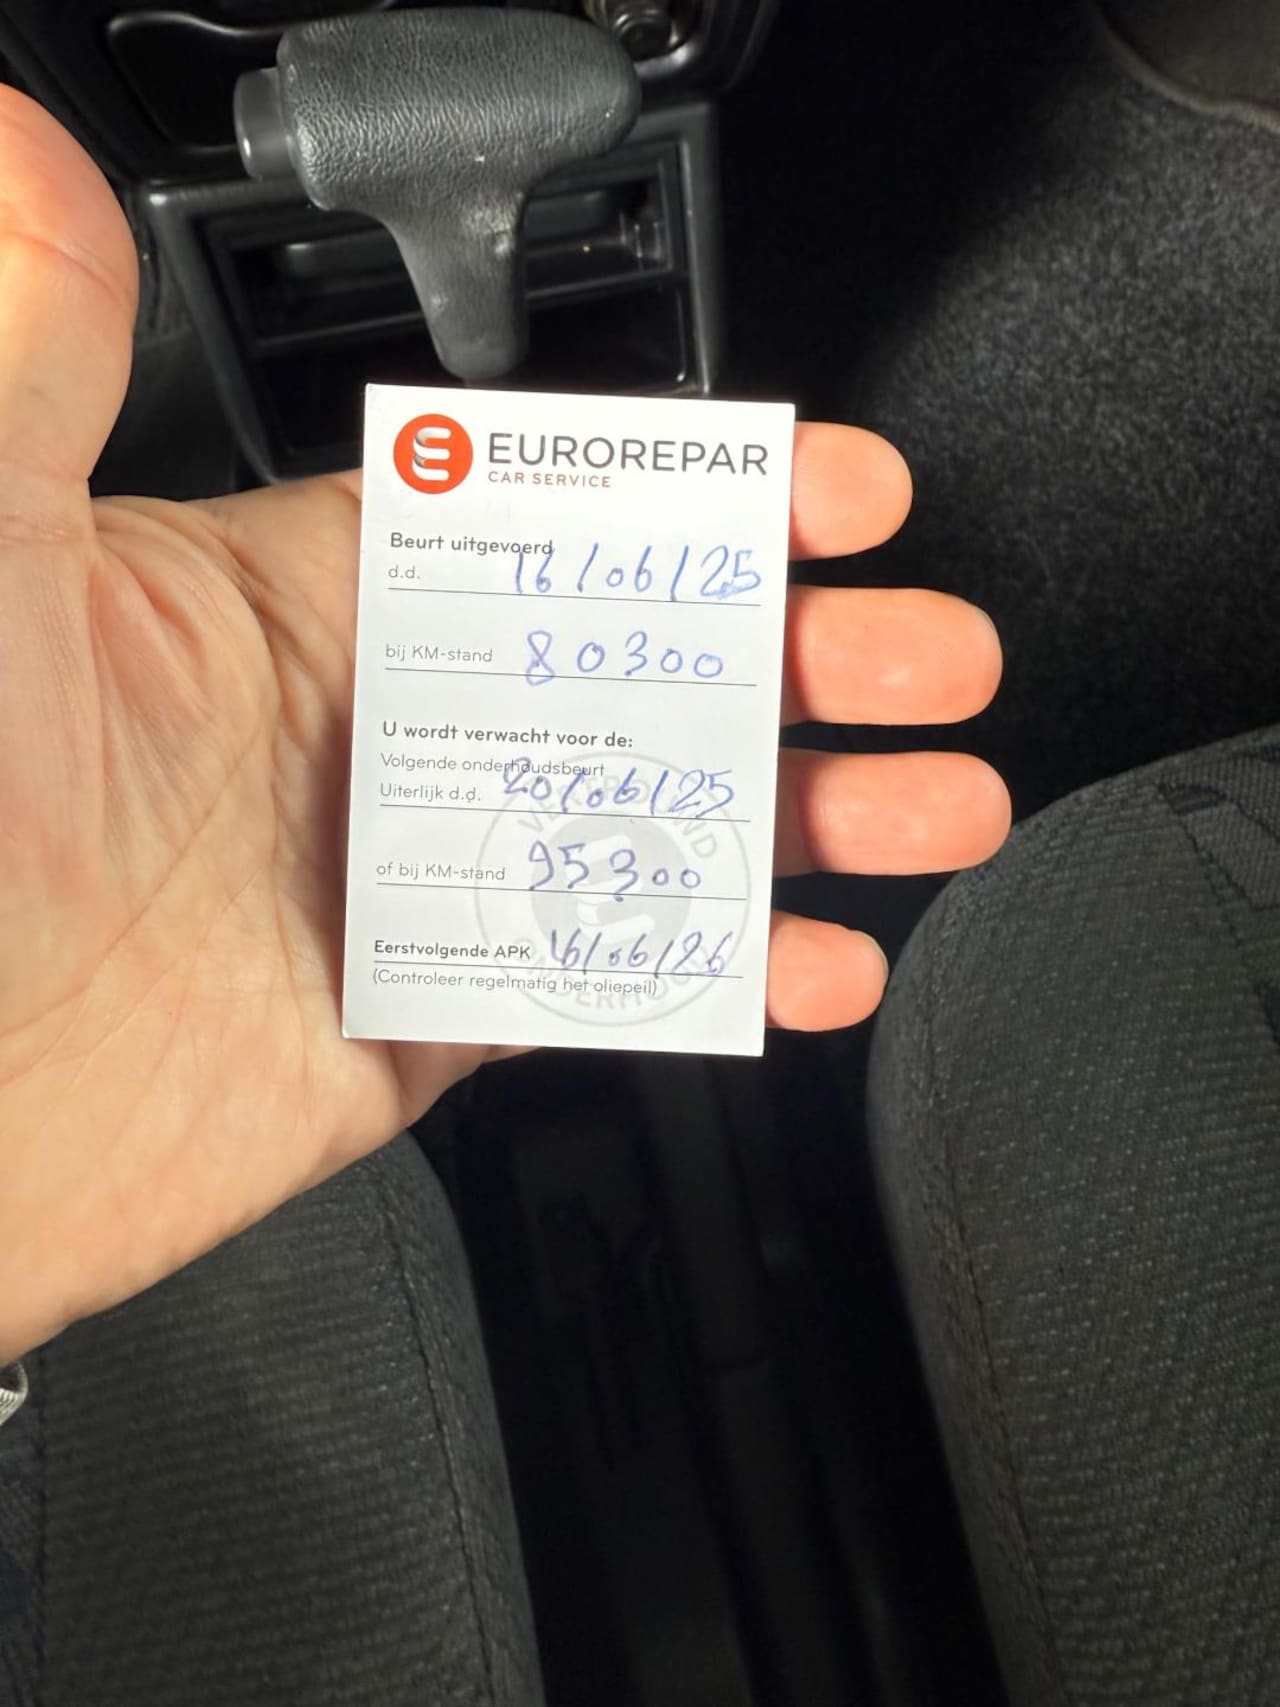 EUROREPAR
CAR SERVICE
Beurt uitgevoerd
d.d. 16/06/25
bij KM-stand 80300
U wordt verwacht voor de:
Volgende onderhoudsbeurt
Uiterlijk d.d. 20/06/25
of bij KM-stand 95300
Eerstvolgende APK 16/06/26
(Controleer regelmatig het oliepeil)